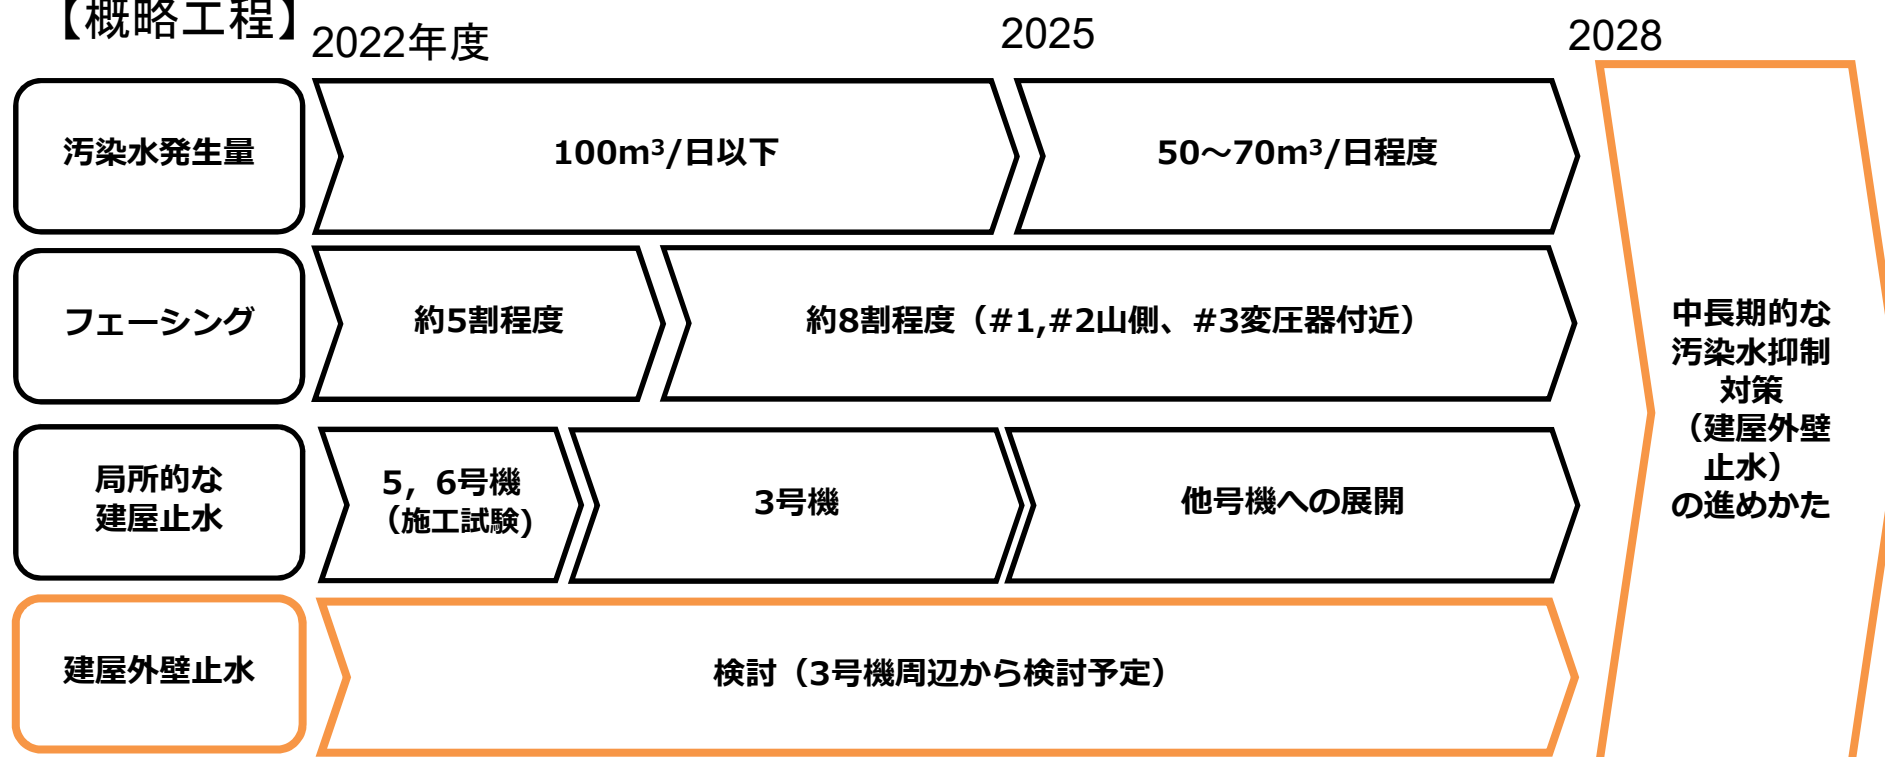 【概略工程】
2022年度
2025
2028
汚染水発生量
100m³/日以下
50～70m³/日程度
フェーシング
約5割程度
約8割程度（#1,#2山側、#3変圧器付近）
局所的な
建屋止水
5，6号機
（施工試験)
3号機
他号機への展開
建屋外壁止水
検討（3号機周辺から検討予定）
中長期的な
汚染水抑制
対策
（建屋外壁
止水）
の進めかた